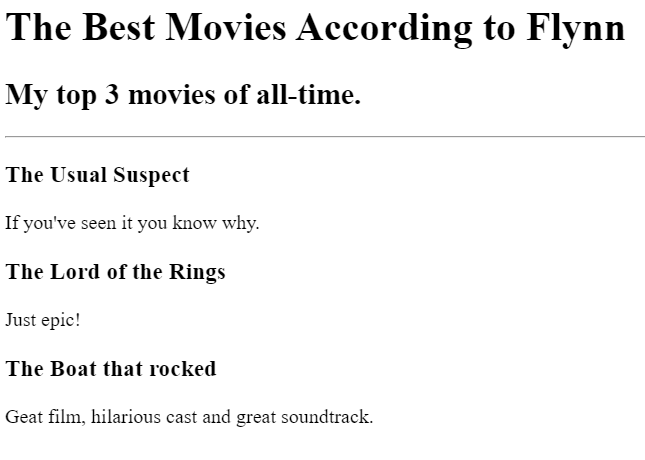 The Best Movies According to Flynn
My top 3 movies of all-time.
The Usual Suspect
If you've seen it you know why.
The Lord of the Rings
Just epic!
The Boat that rocked
Geat film, hilarious cast and great soundtrack.